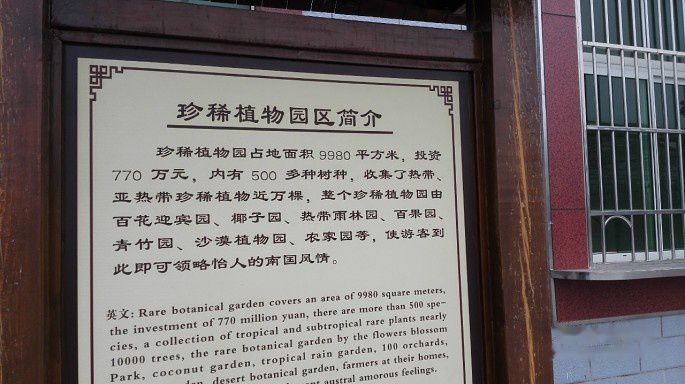 珍稀植物园区简介
珍稀植物园占地面积 9980 平方米，投资
770 万元，内有 500 多种树种，收集了热带、
亚热带珍稀植物近万棵，整个珍稀植物园由
百花迎宾园、椰子园、热带雨林园、百果园、
青竹园、沙漠植物园、农家园等，使游客到
此即可领略怡人的南国风情。
英文: Rare botanical garden covers an area of 9980 square meters,
the investment of 770 million yuan, there are more than 500 spe-
cies, a collection of tropical and subtropical rare plants nearly
10000 trees, the rare botanical garden by the flowers blossom
Park, coconut garden, tropical rain garden, 100 orchards,
desert botanical garden, farmers at their homes,
austral amorous feelings.